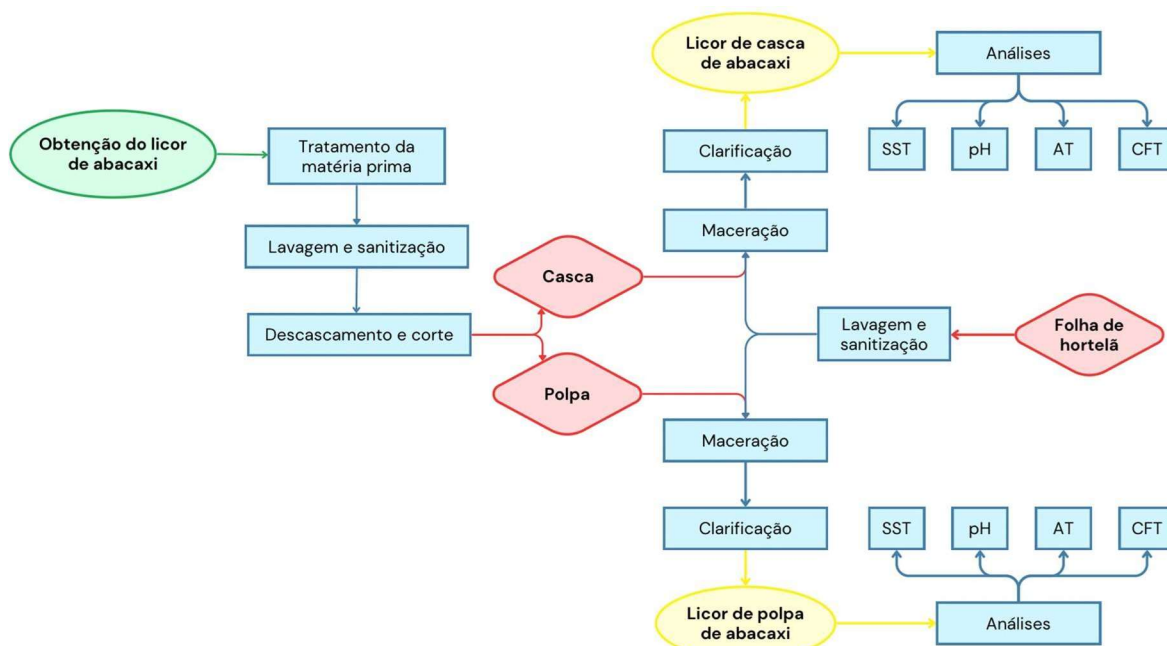 Obtenção do licor
de abacaxi
Tratamento da
matéria prima
Lavagem e sanitização
Descascamento e corte
Casca
Polpa
Folha de
hortelã
Lavagem e
sanitização
Maceração
Clarificação
Licor de casca
de abacaxi
Análises
SST
pH
AT
CFT
Maceração
Clarificação
Licor de polpa
de abacaxi
Análises
SST
pH
AT
CFT